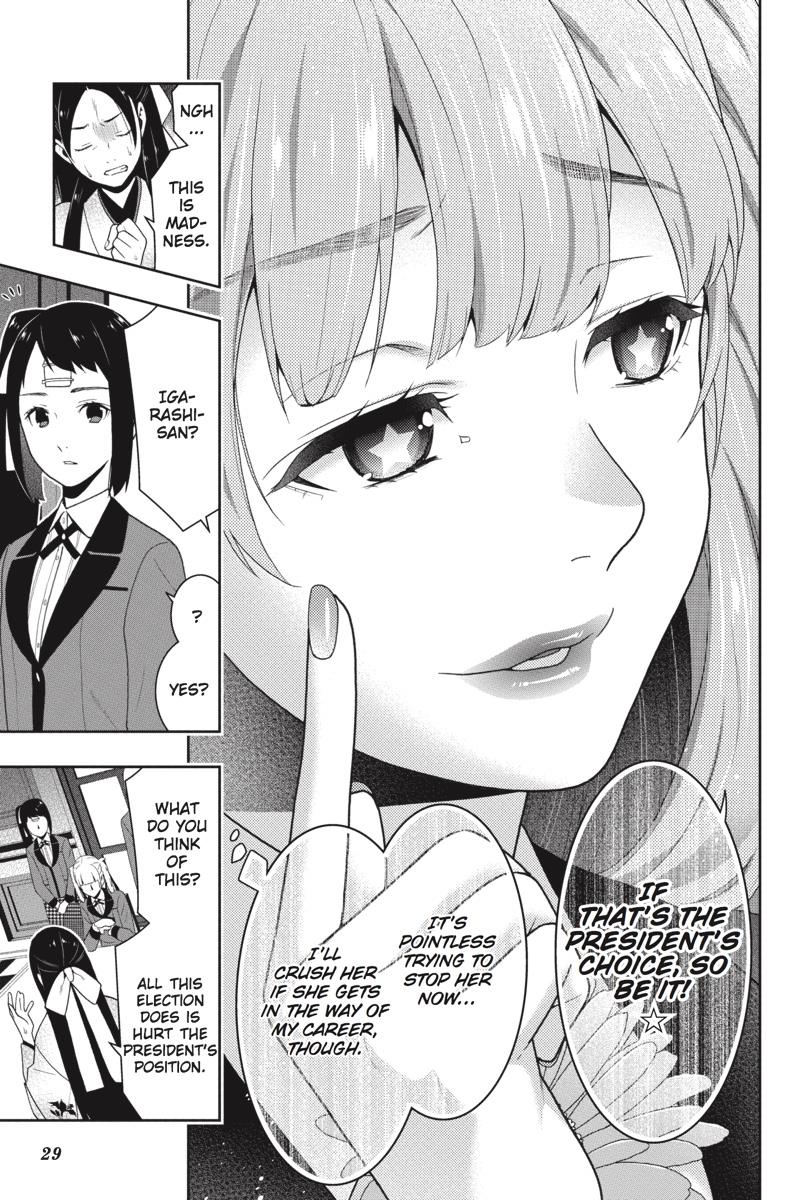 IF
THAT'S THE
PRESIDENT'S
CHOICE, SO
BE IT!
☆
IT'S
POINTLESS
TRYING TO
STOP HER
NOW...
I'LL
CRUSH HER
IF SHE GETS
IN THE WAY OF
MY CAREER,
THOUGH.
NGH
...
THIS
IS
MAD-
NESS.
IGA-
RASHI-
SAN?
?
YES?
WHAT
DO YOU
THINK
OF
THIS?
ALL THIS
ELECTION
DOES IS
HURT THE
PRESIDENT'S
POSITION.
29